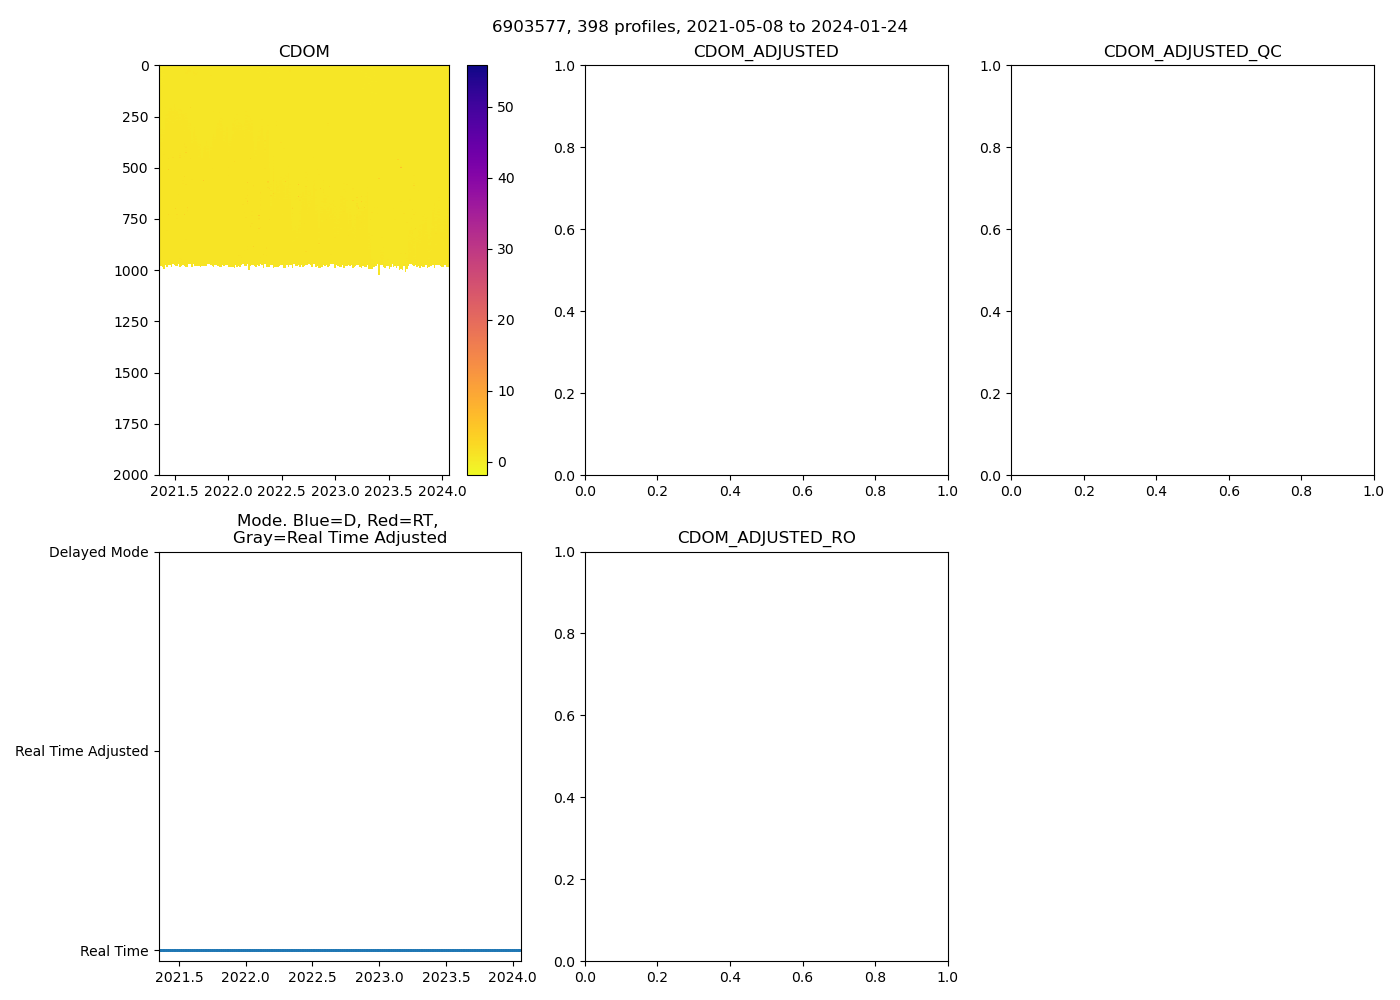 6903577, 398 profiles, 2021-05-08 to 2024-01-24
CDOM
0
250
500
750
1000
1250
1500
1750
2000
2021.5 2022.0 2022.5 2023.0 2023.5 2024.0
50
40
30
20
10
0
CDOM_ADJUSTED
1.0
0.8
0.6
0.4
0.2
0.0
0.0 0.2 0.4 0.6 0.8 1.0
CDOM_ADJUSTED_QC
1.0
0.8
0.6
0.4
0.2
0.0
0.0 0.2 0.4 0.6 0.8 1.0
Mode. Blue=D, Red=RT,
Gray=Real Time Adjusted
Delayed Mode
Real Time Adjusted
Real Time
2021.5 2022.0 2022.5 2023.0 2023.5 2024.0
CDOM_ADJUSTED_RO
1.0
0.8
0.6
0.4
0.2
0.0
0.0 0.2 0.4 0.6 0.8 1.0